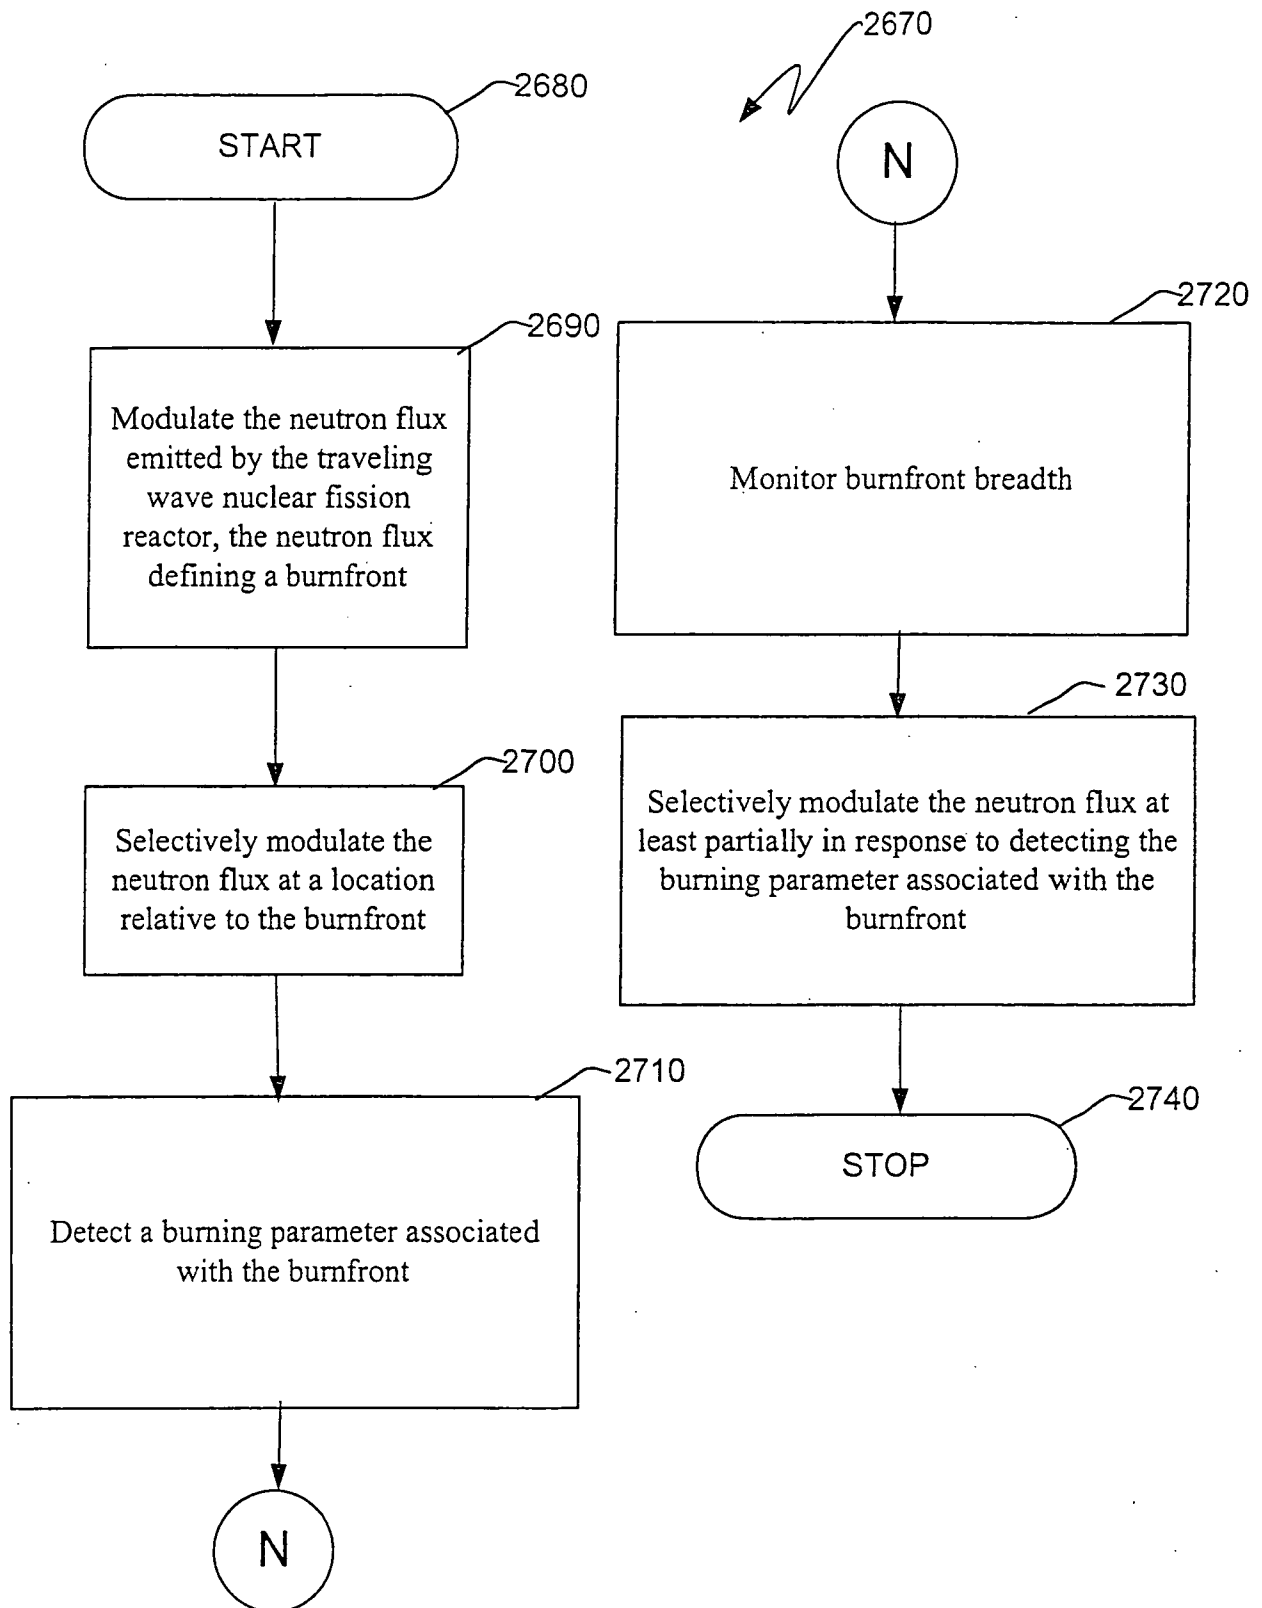 2680
START
2690
Modulate the neutron flux
emitted by the traveling
wave nuclear fission
reactor, the neutron flux
defining a burnfront
2700
Selectively modulate the
neutron flux at a location
relative to the burnfront
2710
Detect a burning parameter associated
with the burnfront
N
2670
N
2720
Monitor burnfront breadth
2730
Selectively modulate the neutron flux at
least partially in response to detecting the
burning parameter associated with the
burnfront
2740
STOP